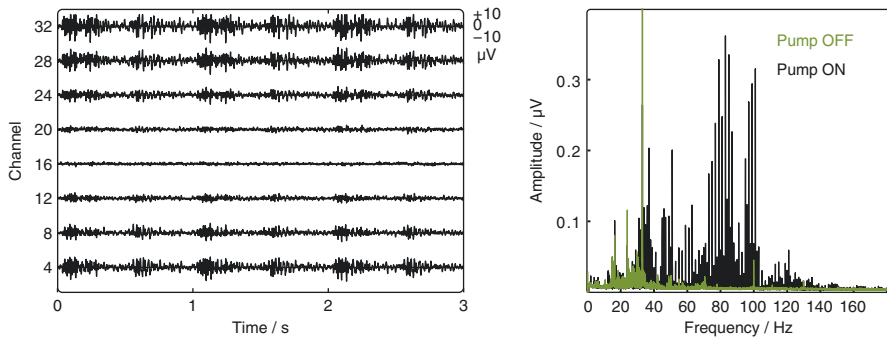 32
28
24
20
16
12
8
4
Channel
0
1
2
3
Time / s
+10
0
−10
µV
Pump OFF
Pump ON
0.3
0.2
0.1
Amplitude / µV
0 20 40 60 80 100 120 140 160
Frequency / Hz